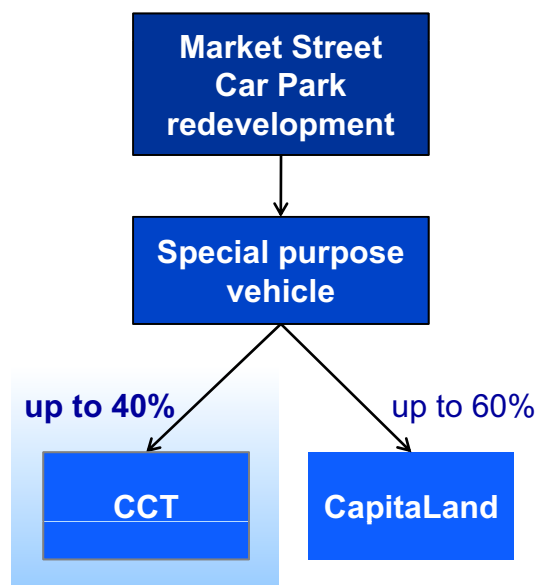 Market Street
Car Park
redevelopment
Special purpose
vehicle
up to 40%
up to 60%
CCT
CapitaLand